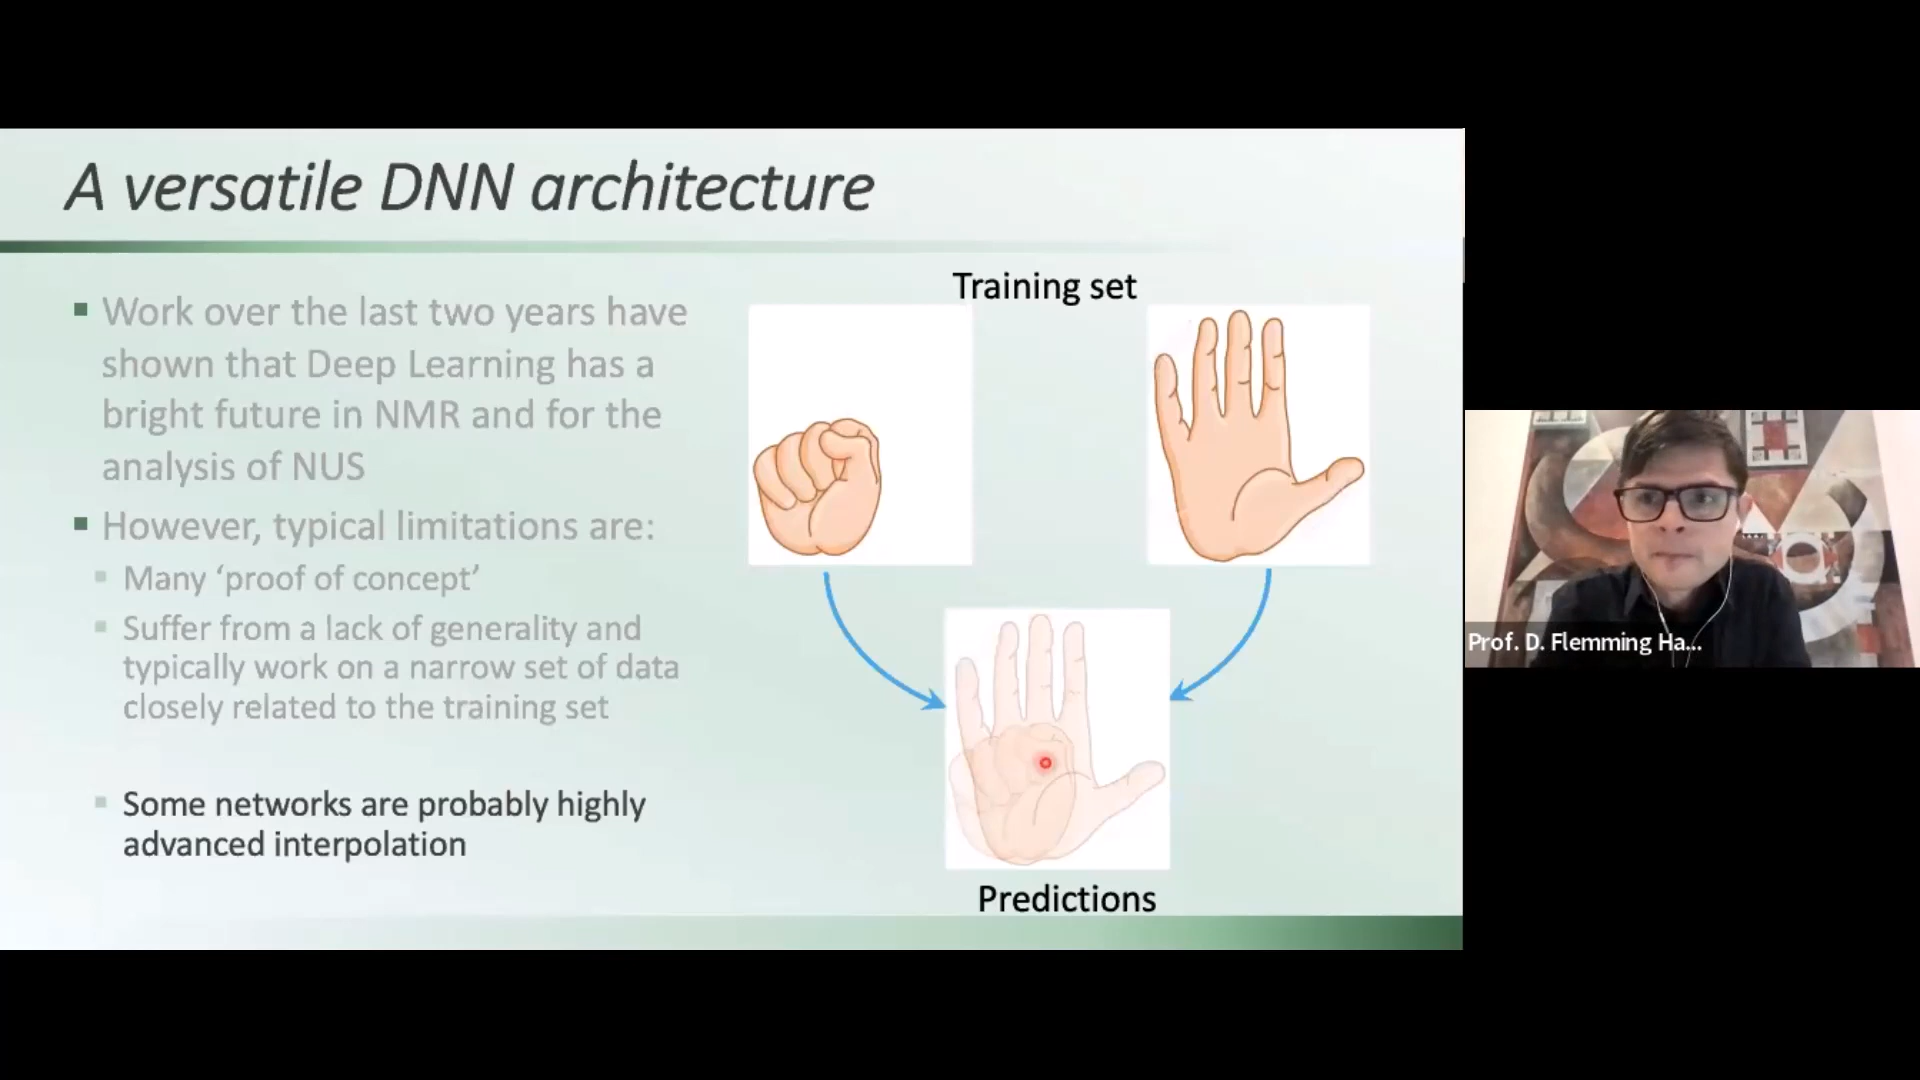 A versatile DNN architecture
Work over the last two years have
shown that Deep Learning has a
bright future in NMR and for the
analysis of NUS
However, typical limitations are:
Many ‘proof of concept’
Suffer from a lack of generality and
typically work on a narrow set of data
closely related to the training set
Some networks are probably highly
advanced interpolation
Training set
Predictions
Prof. D. Flemming Ha...